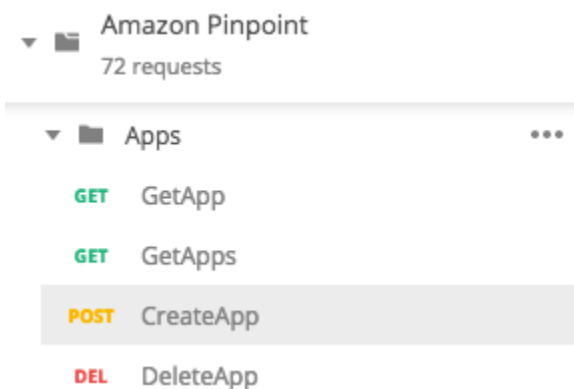 Amazon Pinpoint
72 requests
Apps
GET GetApp
GET GetApps
POST CreateApp
DEL DeleteApp